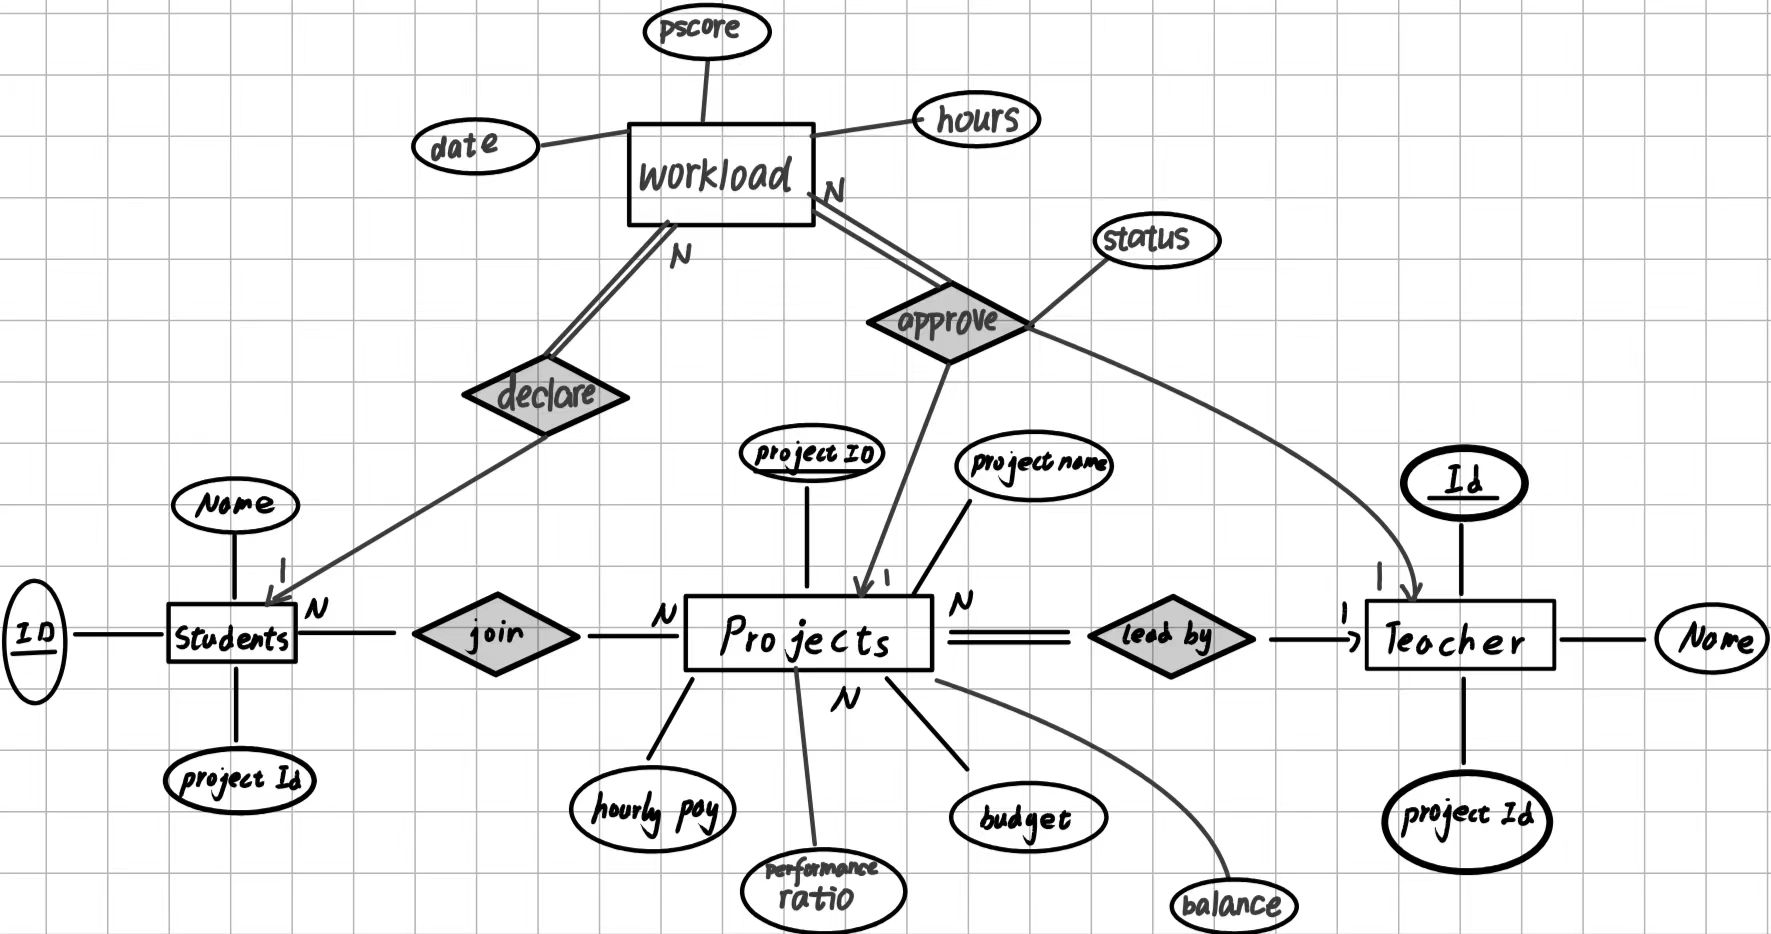 pscore
date
hours
workload
N
N
status
approve
declare
project ID
project name
Id
Name
1
1
1
ID
Students
N
join
N
Projects
N
lead by
1
Teacher
Name
N
project Id
hourly pay
budget
project Id
performance
ratio
balance